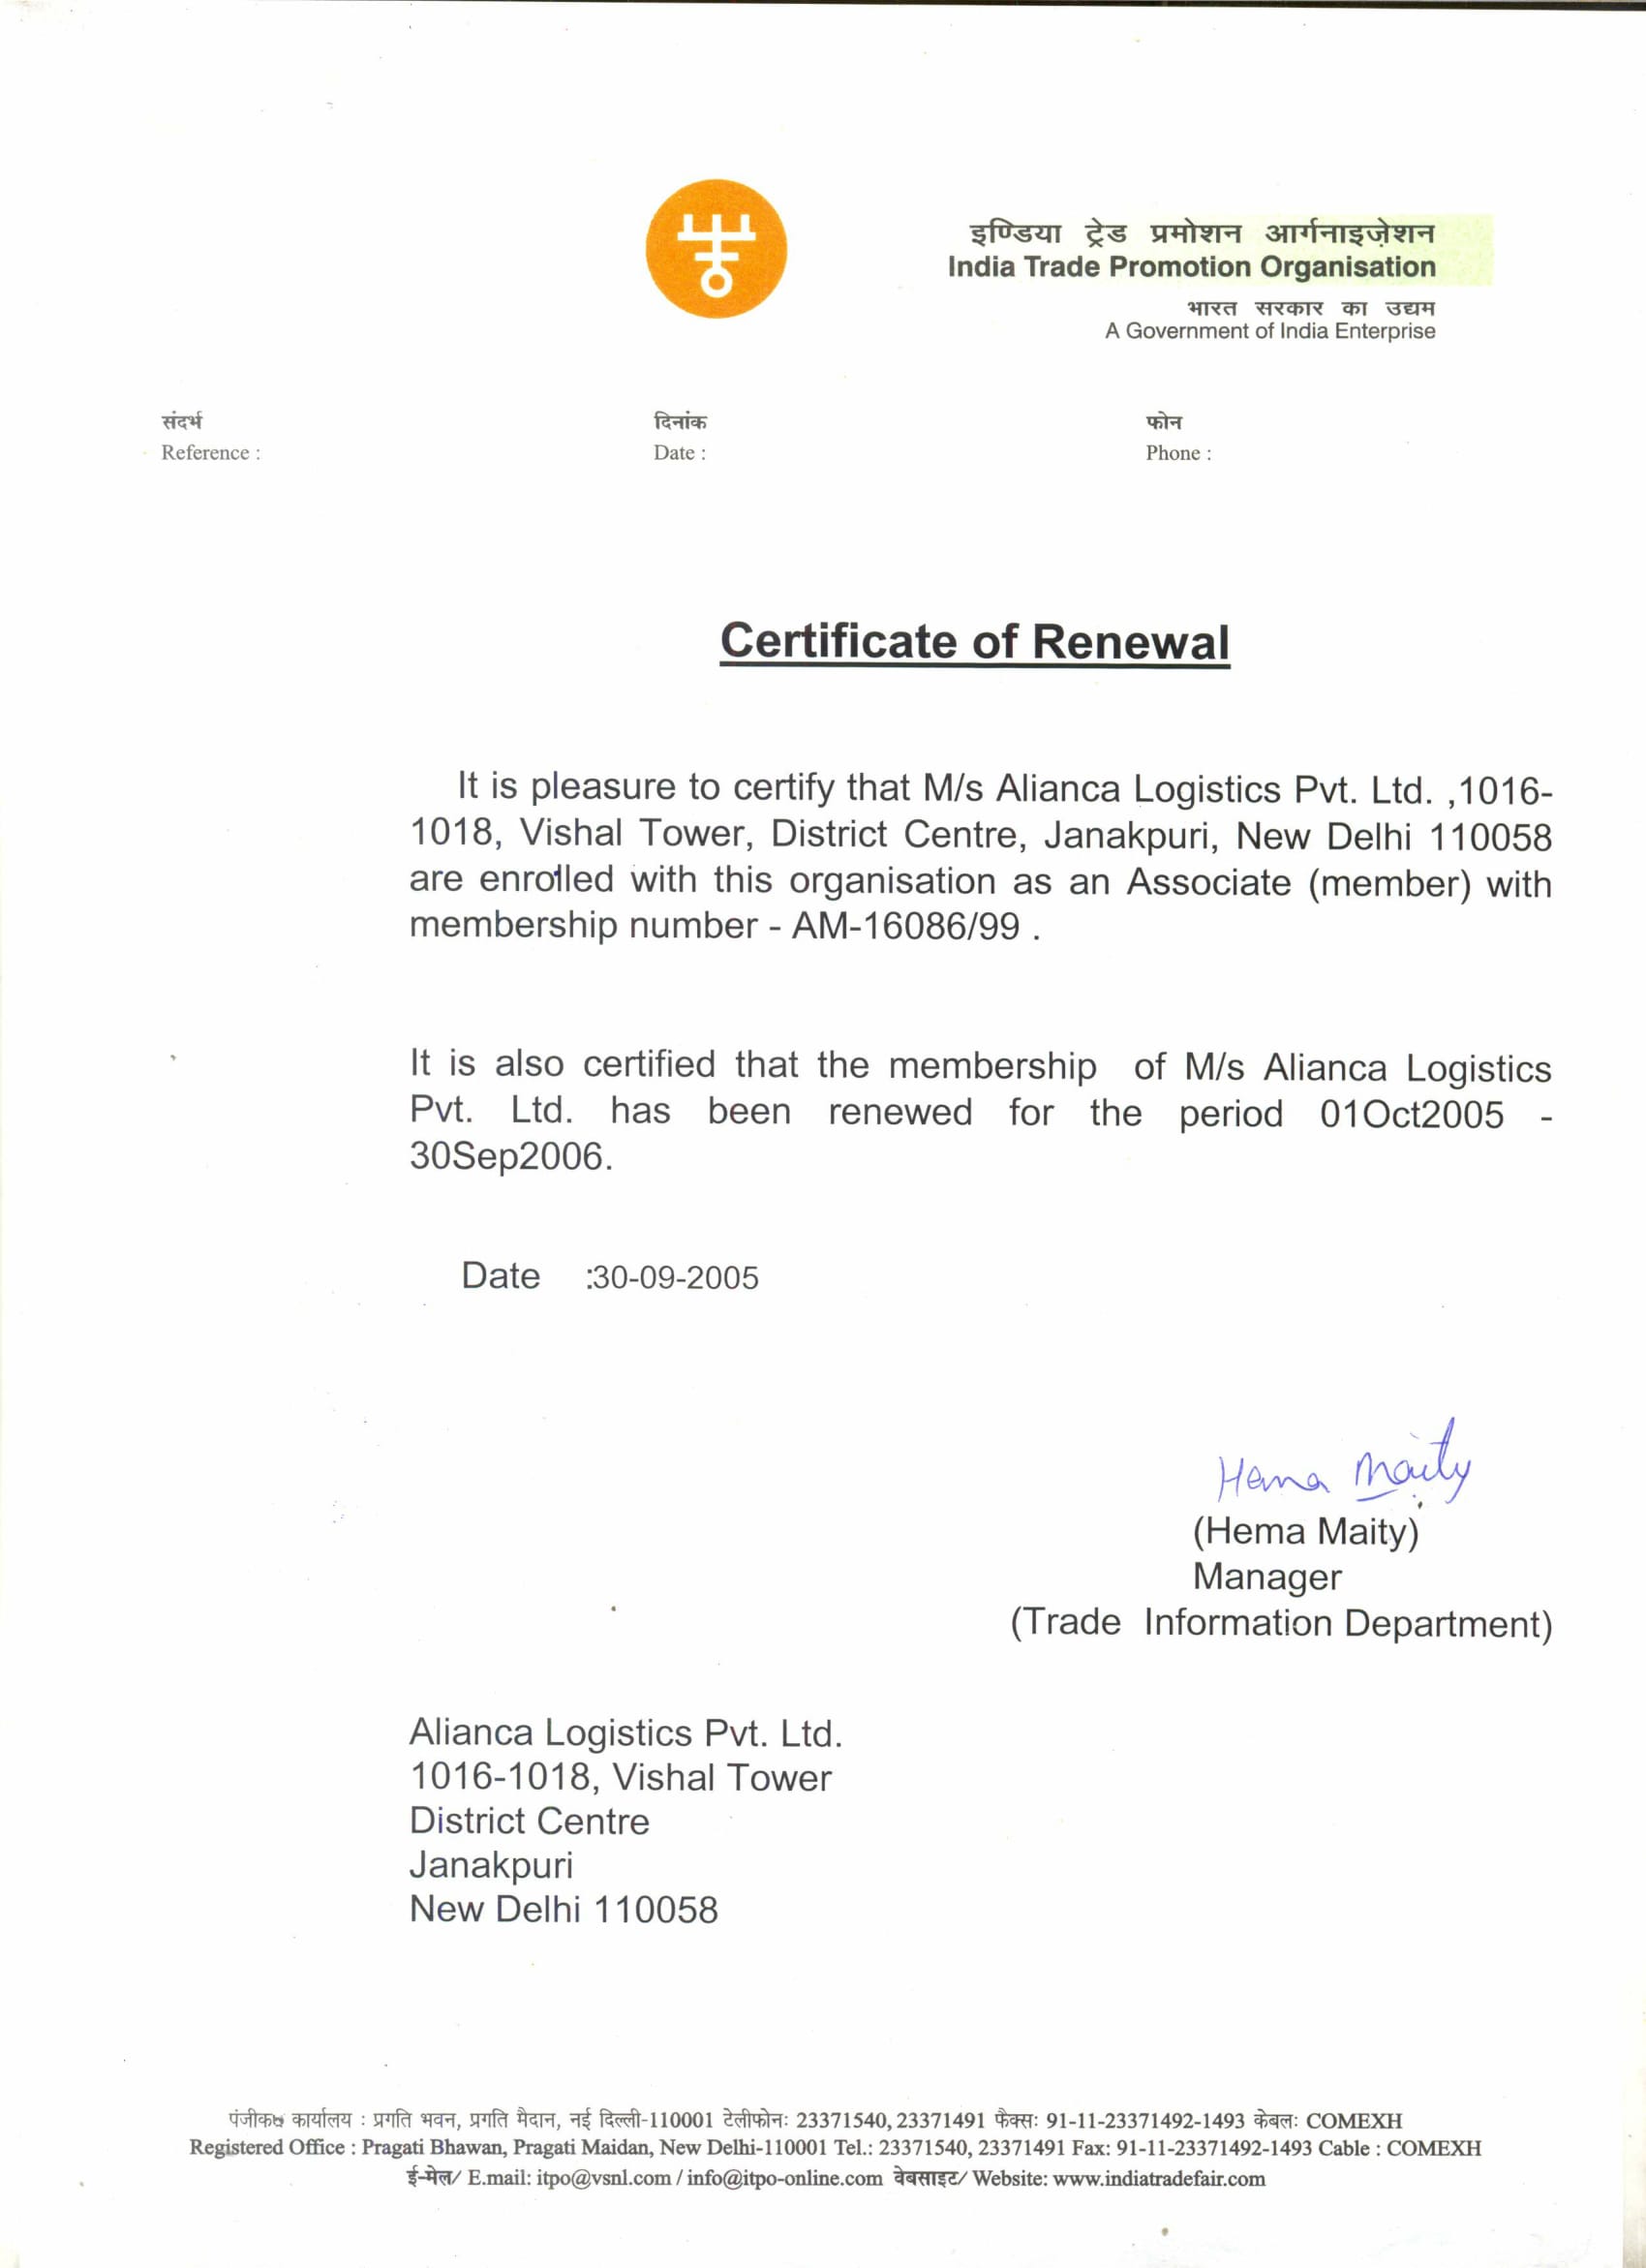 इण्डिया ट्रेड प्रमोशन आर्गनाइज़ेशन
India Trade Promotion Organisation
भारत सरकार का उद्यम
A Government of India Enterprise
संदर्भ दिनांक फोन
Reference : Date : Phone :
Certificate of Renewal
It is pleasure to certify that M/s Alianca Logistics Pvt. Ltd. ,1016-
1018, Vishal Tower, District Centre, Janakpuri, New Delhi 110058
are enrolled with this organisation as an Associate (member) with
membership number - AM-16086/99 .
It is also certified that the membership of M/s Alianca Logistics
Pvt. Ltd. has been renewed for the period 01Oct2005 -
30Sep2006.
Date :30-09-2005
Hema Maity
(Hema Maity)
Manager
(Trade Information Department)
Alianca Logistics Pvt. Ltd.
1016-1018, Vishal Tower
District Centre
Janakpuri
New Delhi 110058
कार्यालय : प्रगति भवन, प्रगति मैदान, नई दिल्ली-110001 टेलीफोन: 23371540, 23371491 फैक्स: 91-11-23371492-1493 केबल: COMEXH
Registered Office : Pragati Bhawan, Pragati Maidan, New Delhi-110001 Tel.: 23371540, 23371491 Fax: 91-11-23371492-1493 Cable : COMEXH
ई-मेल/ E.mail: itpo@vsnl.com / info@itpo-online.com वेबसाइट/ Website: www.indiatradefair.com